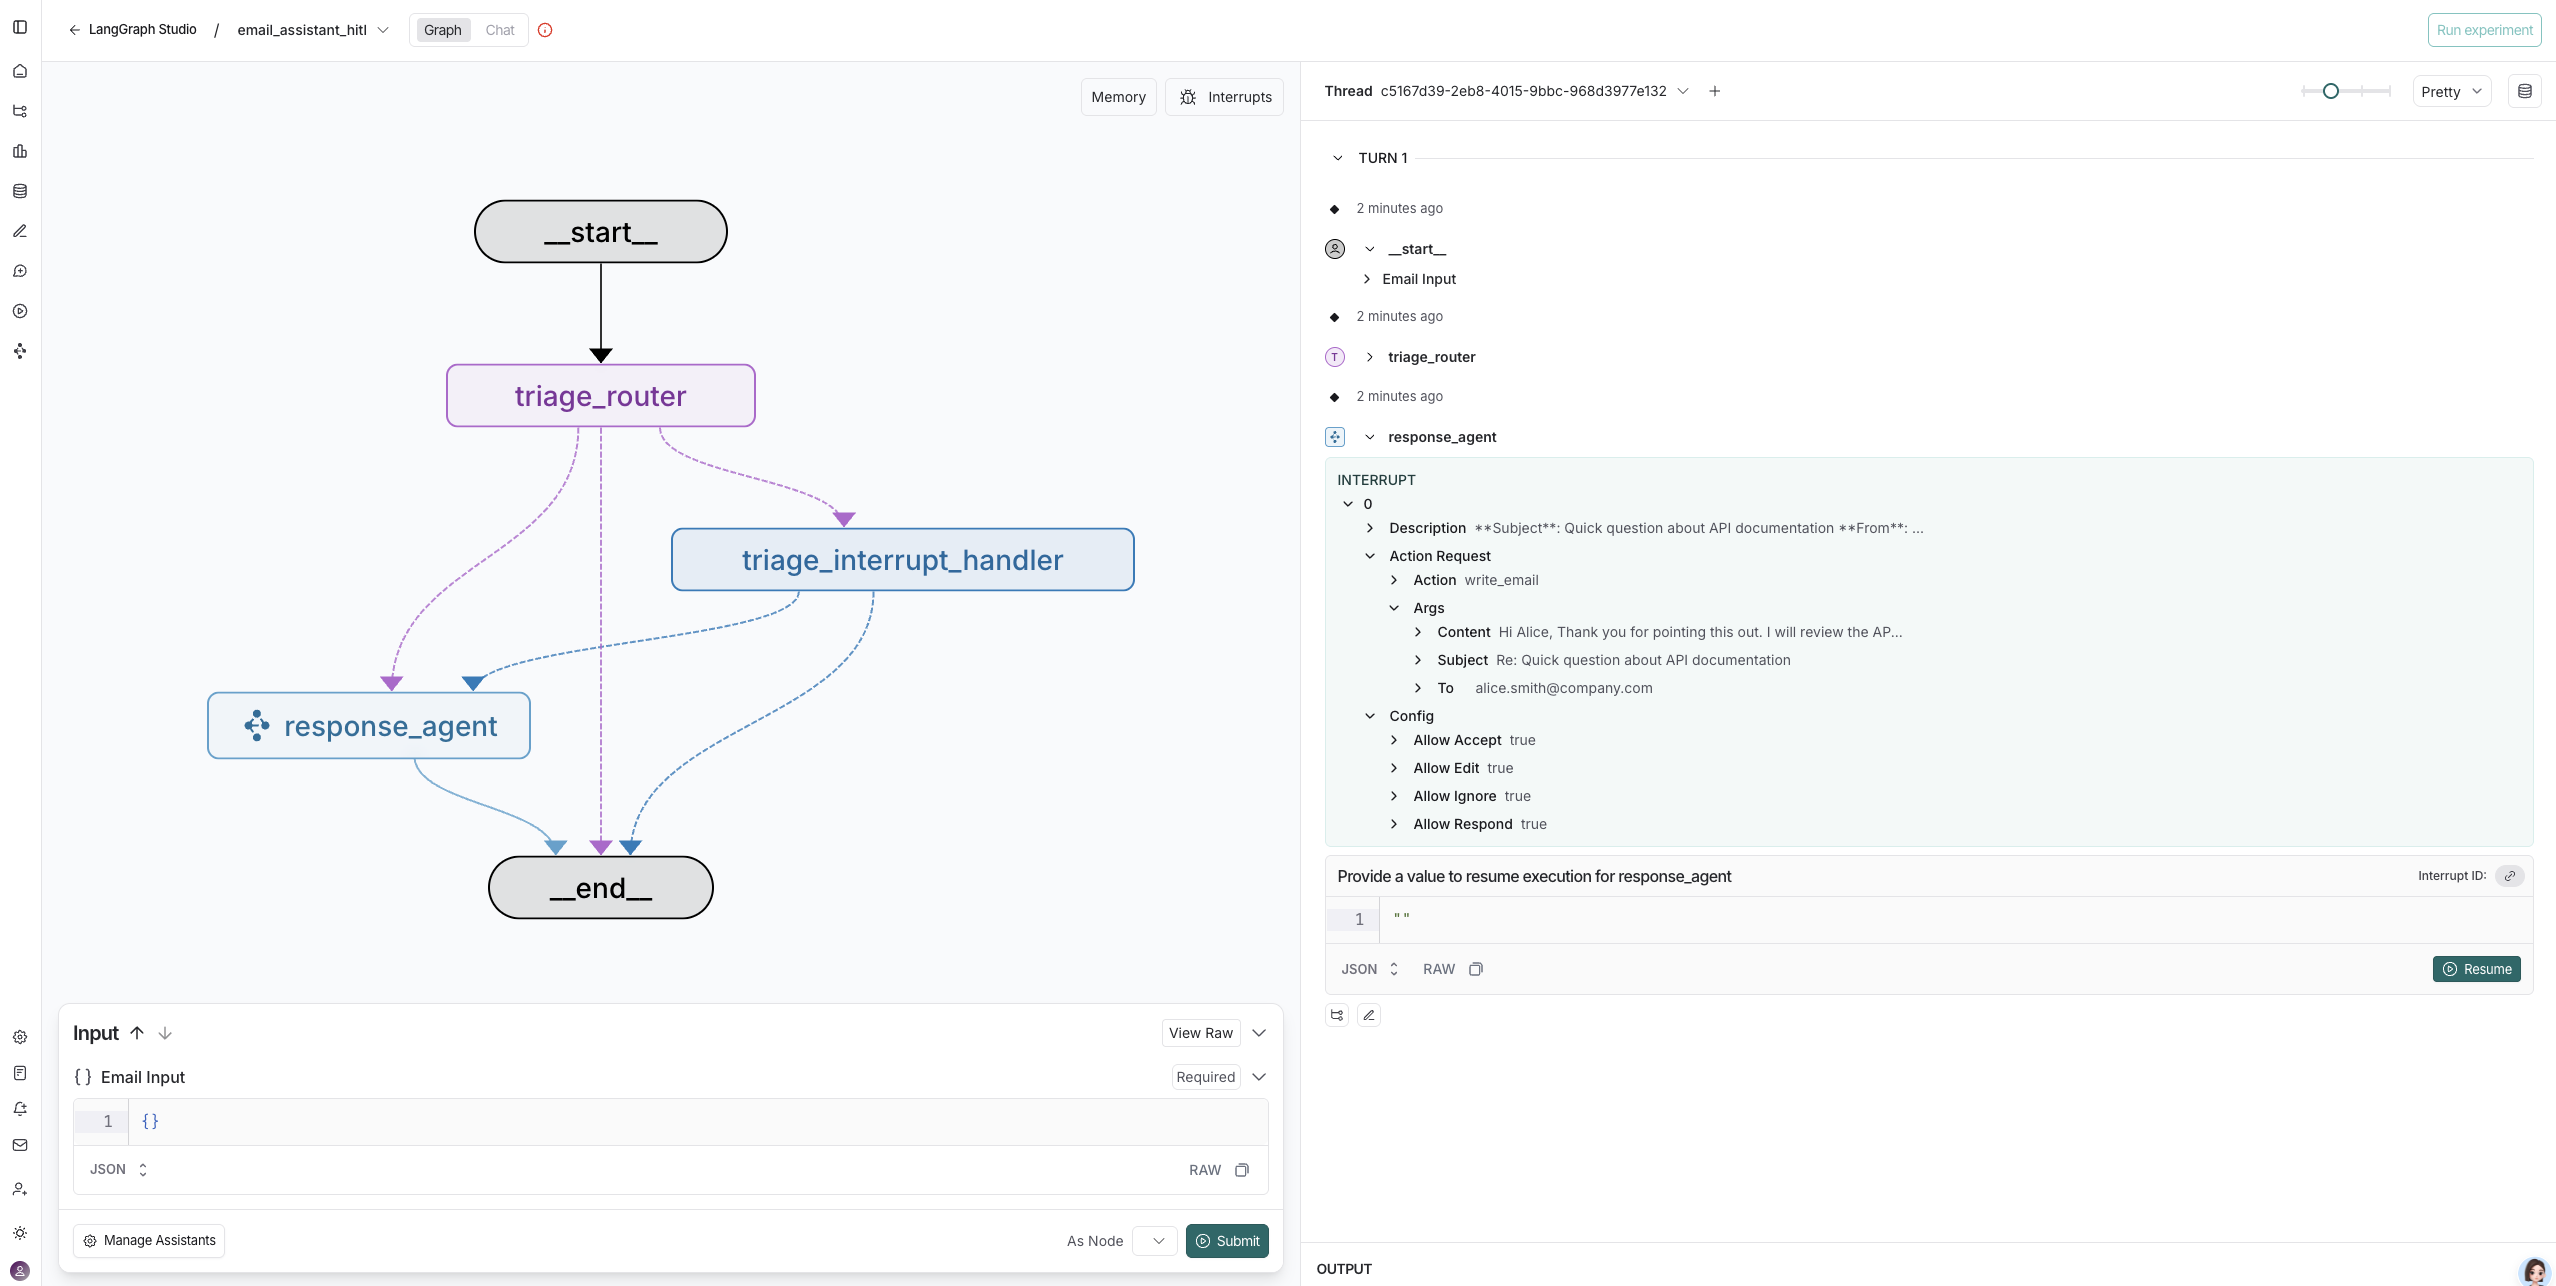 LangGraph Studio / email_assistant_hitl Graph Chat Run experiment
Memory Interrupts
__start__
triage_router
triage_interrupt_handler
response_agent
__end__
Input View Raw
{} Email Input Required
1 {}
JSON RAW
Manage Assistants As Node Submit
Thread c5167d39-2eb8-4015-9bbc-968d3977e132 Pretty
TURN 1
2 minutes ago
__start__
Email Input
2 minutes ago
T triage_router
2 minutes ago
response_agent
INTERRUPT
0
Description **Subject**: Quick question about API documentation **From**: ...
Action Request
Action write_email
Args
Content Hi Alice, Thank you for pointing this out. I will review the AP...
Subject Re: Quick question about API documentation
To alice.smith@company.com
Config
Allow Accept true
Allow Edit true
Allow Ignore true
Allow Respond true
Provide a value to resume execution for response_agent Interrupt ID:
1 ""
JSON RAW Resume
OUTPUT